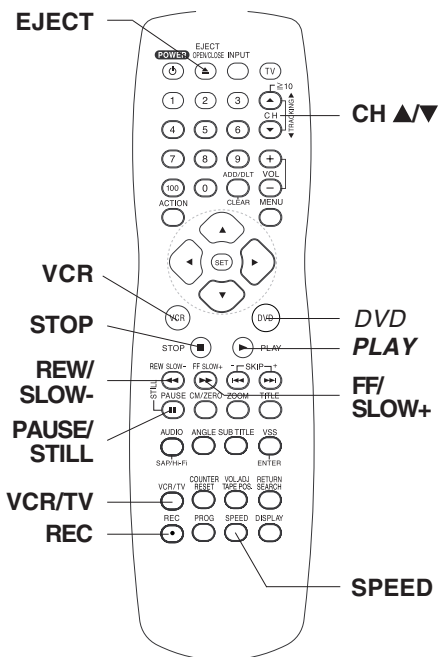 EJECT
EJECT
POWER OPEN/CLOSE INPUT
TV
1 2 3 ≧10
CH
◄TRACKING►
CH ▲/▼
4 5 6
7 8 9 +
ADD/DLT VOL
100 0 −
ACTION CLEAR MENU
SET
VCR
VCR DVD
DVD
STOP
STOP PLAY
PLAY
REW SLOW- FF SLOW+ - SKIP +
REW/
SLOW-
FF/
SLOW+
STILL
PAUSE CM/ZERO ZOOM TITLE
PAUSE/
STILL
AUDIO ANGLE SUB TITLE VSS
SAP/Hi-Fi ENTER
COUNTER VOL.ADJ RETURN
VCR/TV RESET TAPE POS. SEARCH
VCR/TV
REC PROG SPEED DISPLAY
REC
SPEED